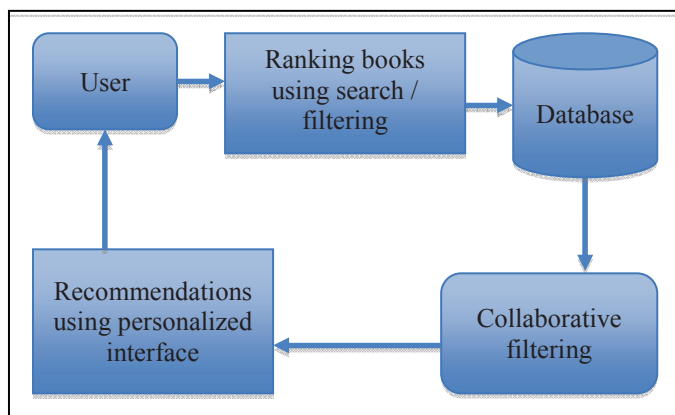 User
Ranking books
using search /
filtering
Database
Recommendations
using personalized
interface
Collaborative
filtering